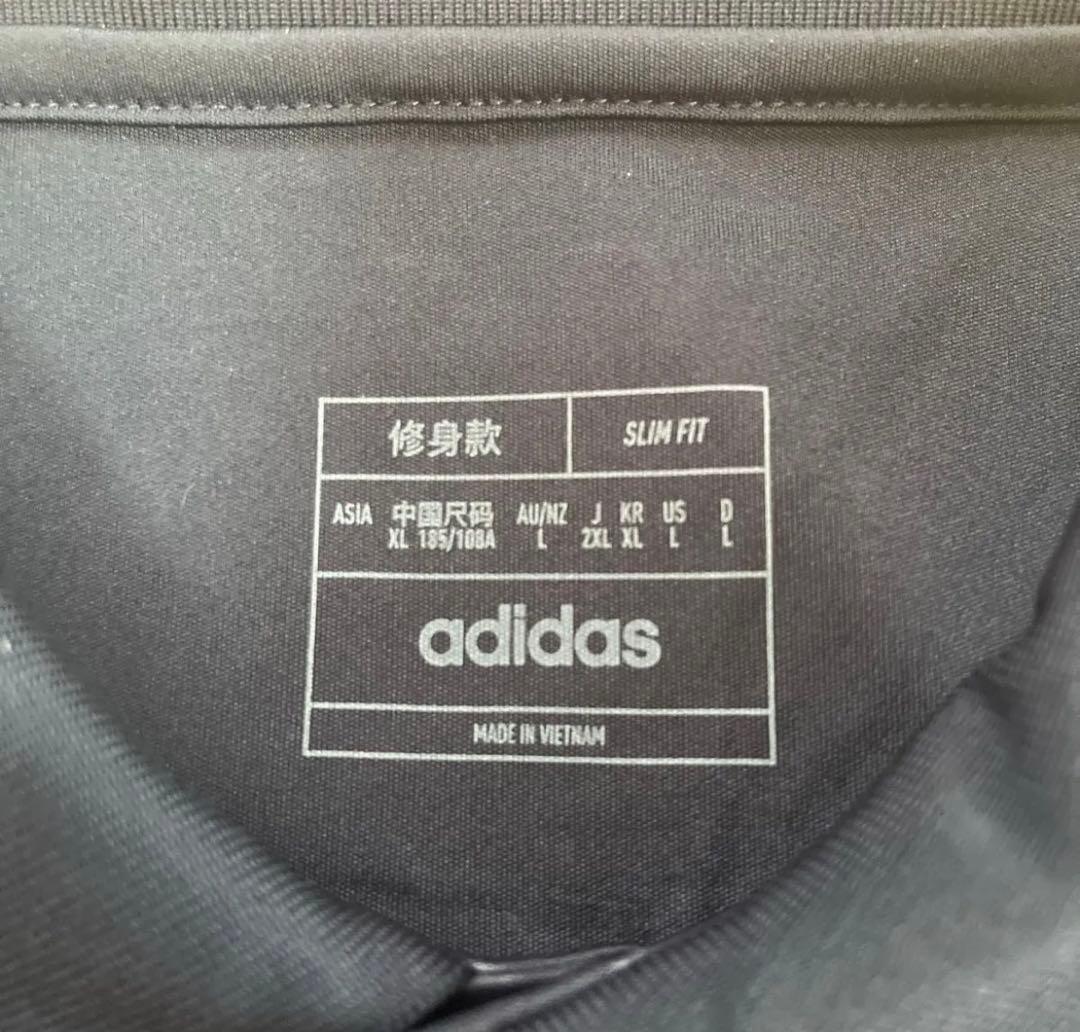 修身款 SLIM FIT
ASIA 中国尺码 AU/NZ J KR US D
XL 185/108A L 2XL XL L L
adidas
MADE IN VIETNAM